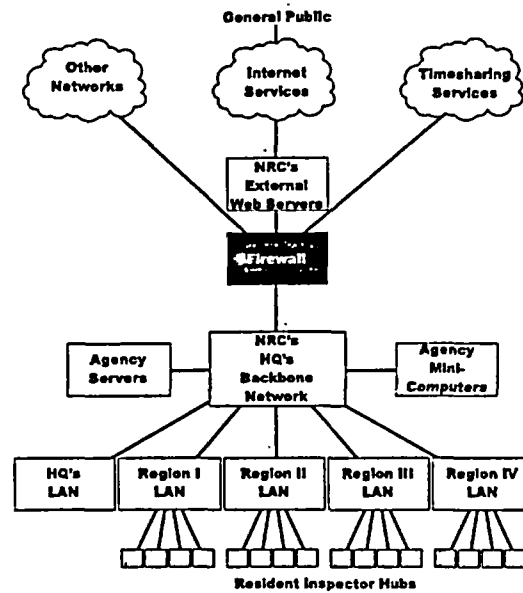 General Public
Other
Networks
Internet
Services
Timesharing
Services
NRC's
External
Web Servers
Firewall
NRC's
HQ's
Backbone
Network
Agency
Servers
Agency
Mini-
Computers
HQ's
LAN
Region I
LAN
Region II
LAN
Region III
LAN
Region IV
LAN
Resident Inspector Hubs